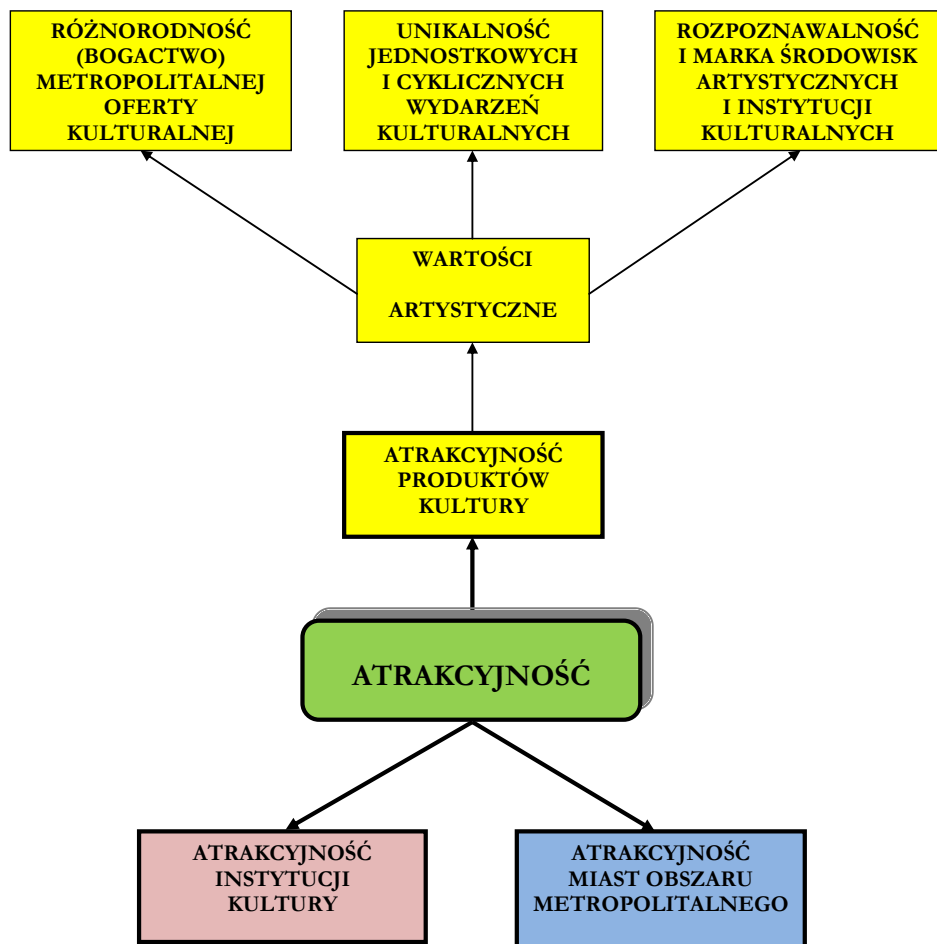 RÓŻNORODNOŚĆ
(BOGACTWO)
METROPOLITALNEJ
OFERTY
KULTURALNEJ
UNIKALNOŚĆ
JEDNOSTKOWYCH
I CYKLICZNYCH
WYDARZEŃ
KULTURALNYCH
ROZPOZNAWALNOŚĆ
I MARKA ŚRODOWISK
ARTYSTYCZNYCH
I INSTYTUCJI
KULTURALNYCH
WARTOŚCI
ARTYSTYCZNE
ATRAKCYJNOŚĆ
PRODUKTÓW
KULTURY
ATRAKCYJNOŚĆ
ATRAKCYJNOŚĆ
INSTYTUCJI
KULTURY
ATRAKCYJNOŚĆ
MIAST OBSZARU
METROPOLITALNEGO